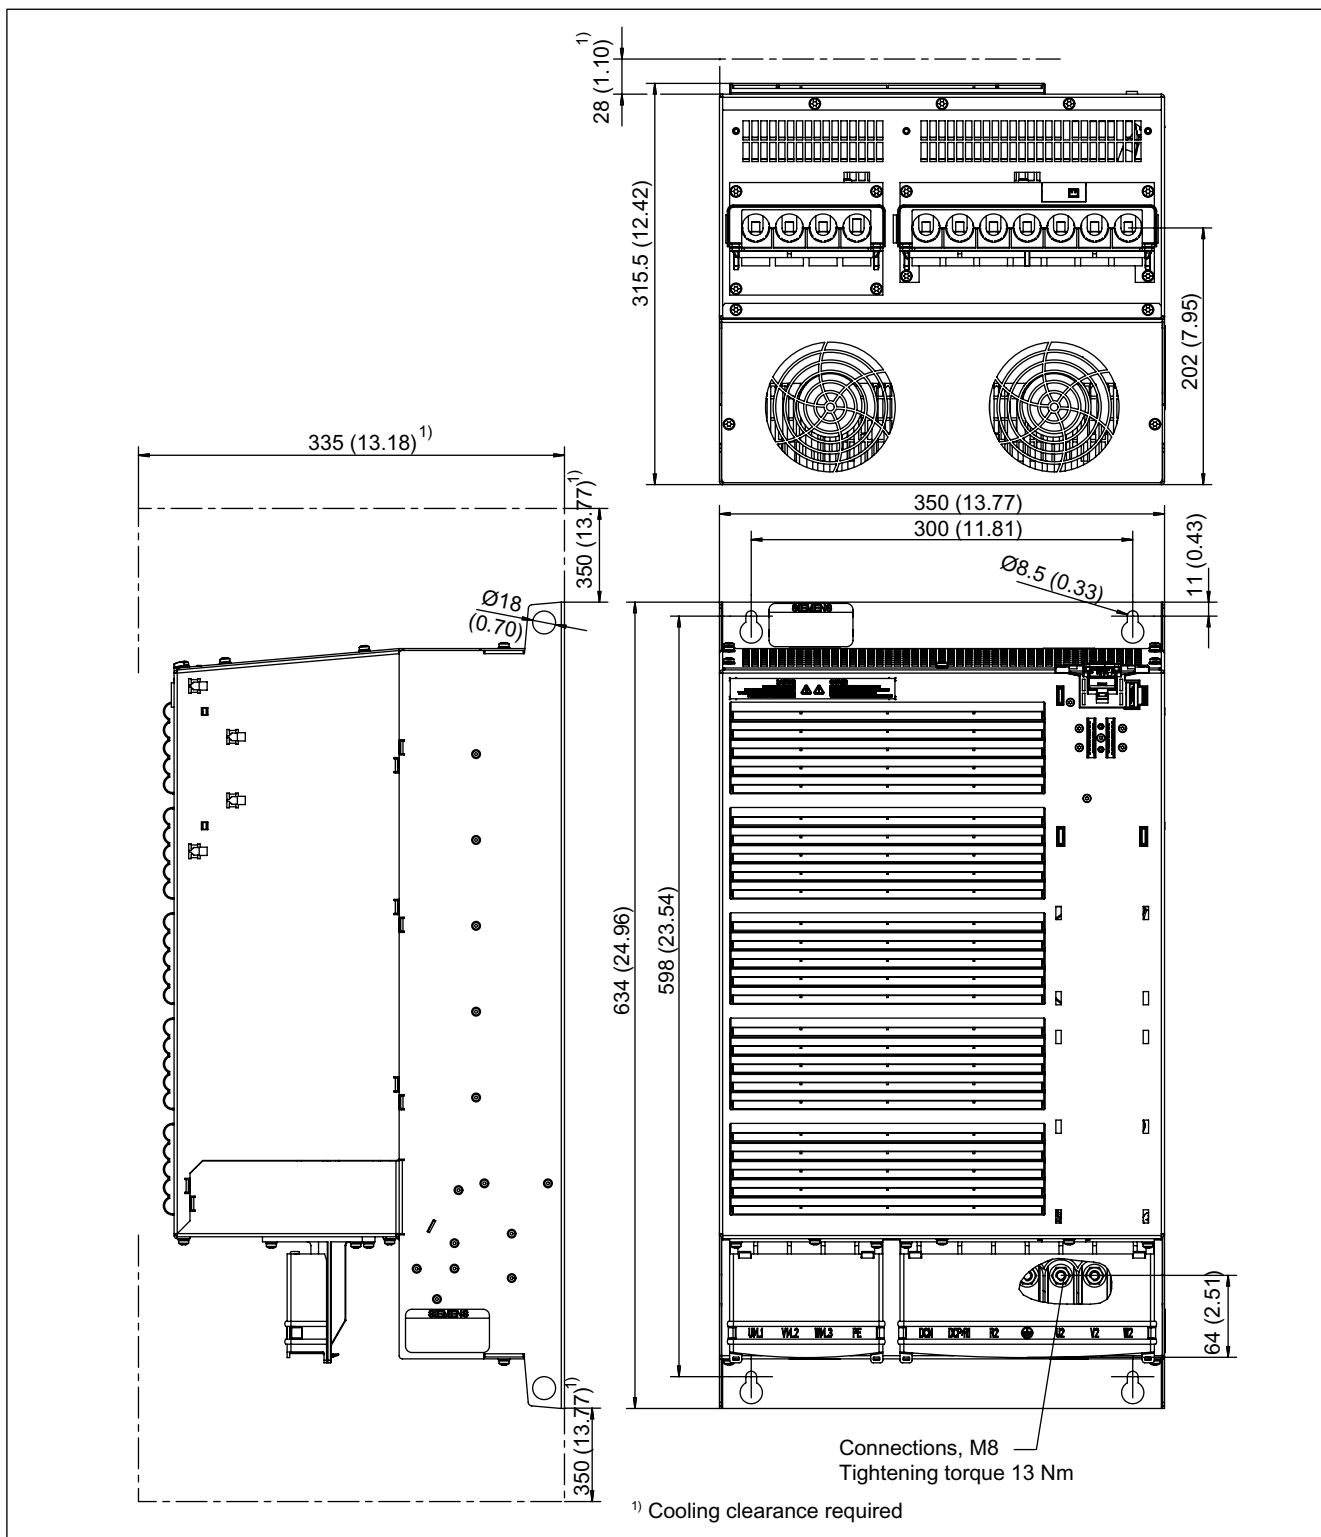 28 (1.10) 1)
315.5 (12.42)
202 (7.95)
335 (13.18) 1)
350 (13.77) 1)
350 (13.77)
300 (11.81)
11 (0.43)
Ø18
(0.70)
Ø8.5 (0.33)
SIEMENS
634 (24.96)
598 (23.54)
SIEMENS
U1/L1 V1/L2 W1/L3 PE
DCN DCP/R1 R2 U2 V2 W2
64 (2.51)
350 (13.77) 1)
Connections, M8
Tightening torque 13 Nm
1) Cooling clearance required